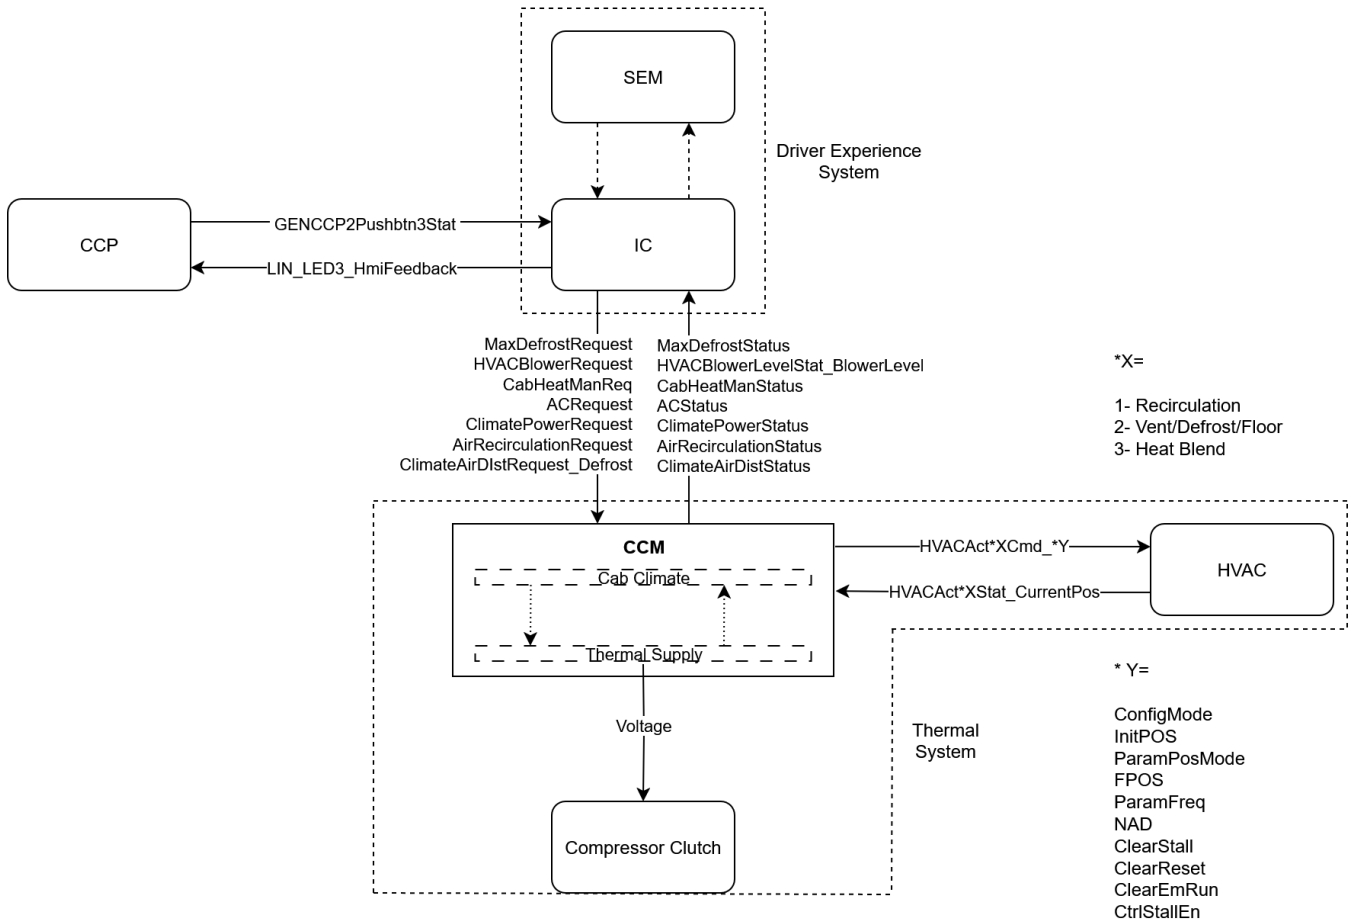 SEM
Driver Experience
System
CCP
GENCCP2Pushbtn3Stat
LIN_LED3_HmiFeedback
IC
MaxDefrostRequest
HVACBlowerRequest
CabHeatManReq
ACRequest
ClimatePowerRequest
AirRecirculationRequest
ClimateAirDIstRequest_Defrost
MaxDefrostStatus
HVACBlowerLevelStat_BlowerLevel
CabHeatManStatus
ACStatus
ClimatePowerStatus
AirRecirculationStatus
ClimateAirDistStatus
*X=
1- Recirculation
2- Vent/Defrost/Floor
3- Heat Blend
CCM
Cab Climate
Thermal Supply
HVACAct*XCmd_*Y
HVACAct*XStat_CurrentPos
HVAC
Voltage
Compressor Clutch
Thermal
System
* Y=
ConfigMode
InitPOS
ParamPosMode
FPOS
ParamFreq
NAD
ClearStall
ClearReset
ClearEmRun
CtrlStallEn